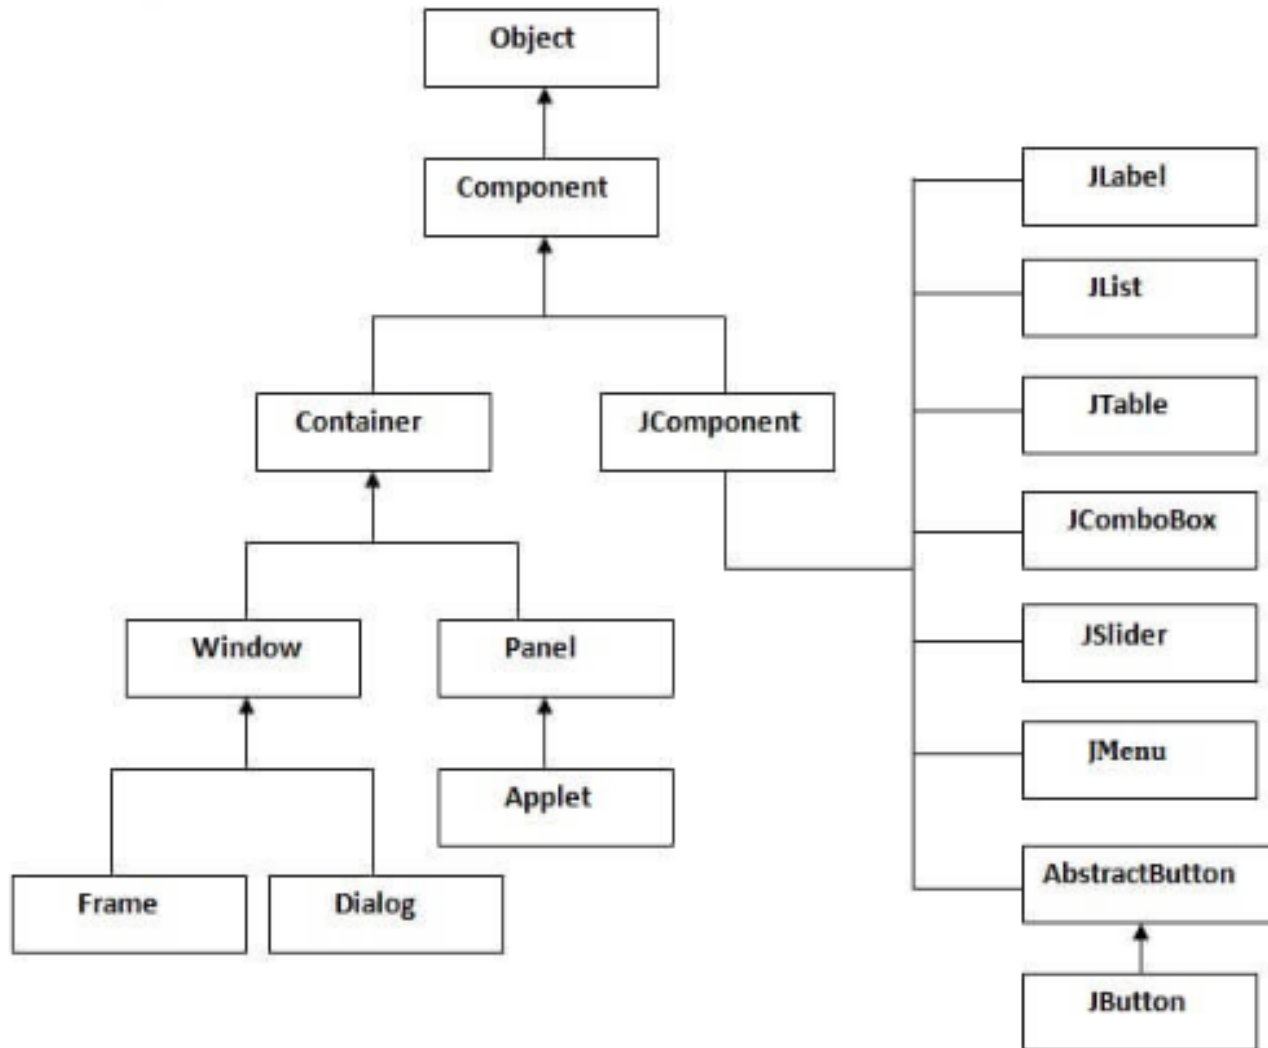 Object
Component
Container
JComponent
Window
Panel
Applet
Frame
Dialog
JLabel
JList
JTable
JComboBox
JSlider
JMenu
AbstractButton
JButton